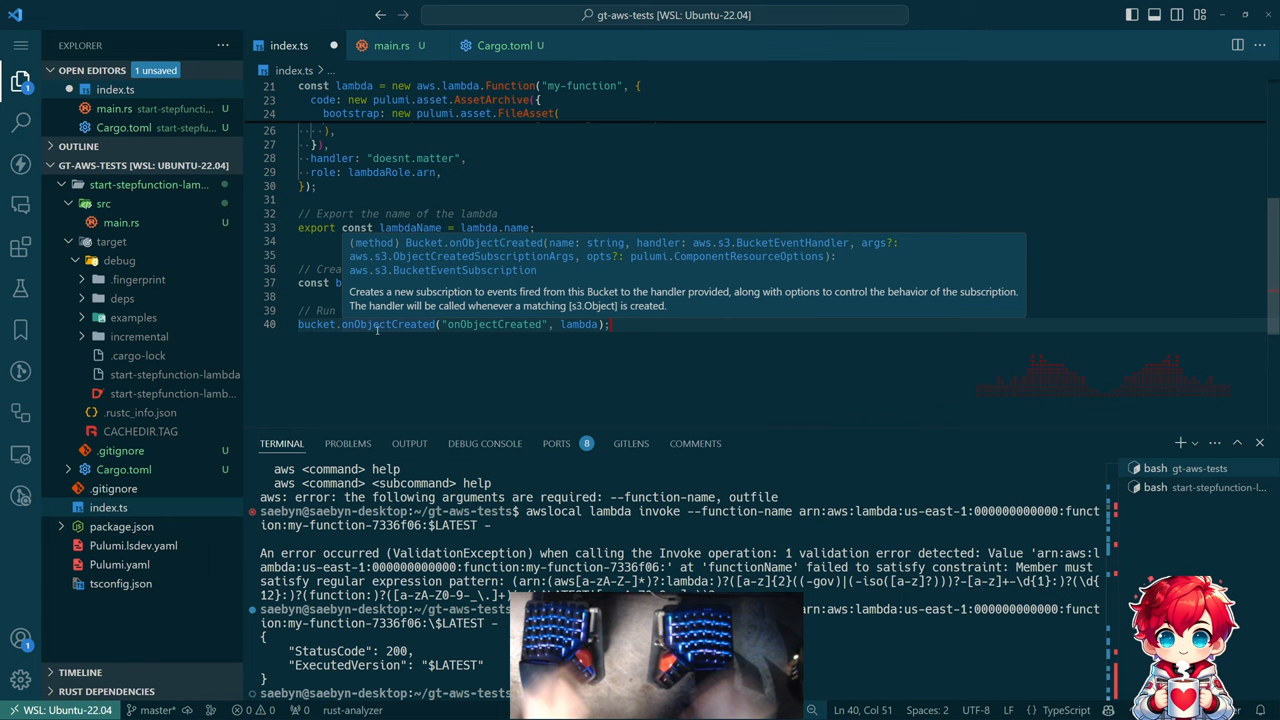 gt-aws-tests [WSL: Ubuntu-22.04]
EXPLORER
OPEN EDITORS
1 unsaved
index.ts
main.rs start-stepfuncti...
U
Cargo.toml start-stepfu...
U
OUTLINE
GT-AWS-TESTS [WSL: UBUNTU-22.04]
start-stepfunction-lam...
src
main.rs
U
target
debug
.fingerprint
deps
examples
incremental
.cargo-lock
start-stepfunction-lambda
start-stepfunction-lamb...
.rustc_info.json
CACHEDIR.TAG
.gitignore
U
Cargo.toml
U
.gitignore
index.ts
package.json
Pulumi.lsdev.yaml
Pulumi.yaml
tsconfig.json
TIMELINE
RUST DEPENDENCIES
index.ts
main.rs U
Cargo.toml U
index.ts > ...
21 const lambda = new aws.lambda.Function("my-function", {
23 code: new pulumi.asset.AssetArchive({
24 bootstrap: new pulumi.asset.FileAsset(
26 ),
27 }),
28 handler: "doesnt.matter",
29 role: lambdaRole.arn,
30 });
31
32 // Export the name of the lambda
33 export const lambdaName = lambda.name;
34
35
36 // Crea
37 const b
38
39 // Run
40 bucket.onObjectCreated("onObjectCreated", lambda);
(method) Bucket.onObjectCreated(name: string, handler: aws.s3.BucketEventHandler, args?:
aws.s3.ObjectCreatedSubscriptionArgs, opts?: pulumi.ComponentResourceOptions):
aws.s3.BucketEventSubscription
Creates a new subscription to events fired from this Bucket to the handler provided, along with options to control the behavior of the subscription.
The handler will be called whenever a matching [s3.Object] is created.
TERMINAL
PROBLEMS
OUTPUT
DEBUG CONSOLE
PORTS 8
GITLENS
COMMENTS
aws <command> help
aws <command> <subcommand> help
aws: error: the following arguments are required: --function-name, outfile
saebyn@saebyn-desktop:~/gt-aws-tests$ awslocal lambda invoke --function-name arn:aws:lambda:us-east-1:000000000000:funct
ion:my-function-7336f06:$LATEST -
An error occurred (ValidationException) when calling the Invoke operation: 1 validation error detected: Value 'arn:aws:l
ambda:us-east-1:000000000000:function:my-function-7336f06:' at 'functionName' failed to satisfy constraint: Member must
satisfy regular expression pattern: (arn:(aws[a-zA-Z-]*)?:lambda:)?([a-z]{2}((-gov)|(-iso([a-z]?)))?-[a-z]+-\d{1}:)?(\d{
12}:)?(function:)?([a-zA-Z0-9-_\.]+)
saebyn@saebyn-desktop:~/gt-aws-tests
arn:aws:lambda:us-east-1:000000000000:funct
ion:my-function-7336f06:\$LATEST -
{
"StatusCode": 200,
"ExecutedVersion": "$LATEST"
}
saebyn@saebyn-desktop:~/gt-aws-tests
bash gt-aws-tests
bash start-stepfunction-l...
WSL: Ubuntu-22.04
master*
0
0
0
rust-analyzer
Ln 40, Col 51
Spaces: 2
UTF-8
LF
TypeScript